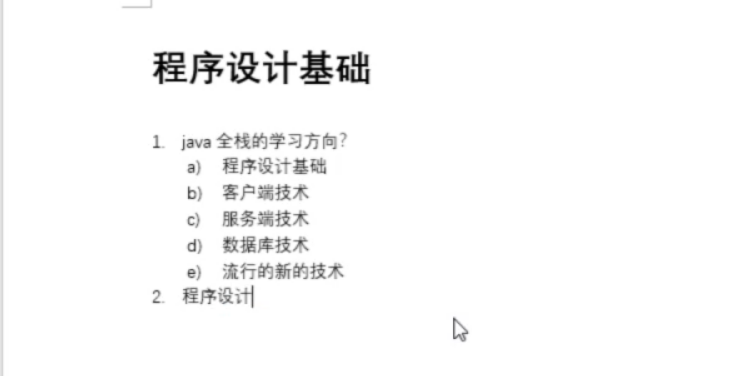 程序设计基础
1. java 全栈的学习方向?
a) 程序设计基础
b) 客户端技术
c) 服务端技术
d) 数据库技术
e) 流行的新的技术
2. 程序设计